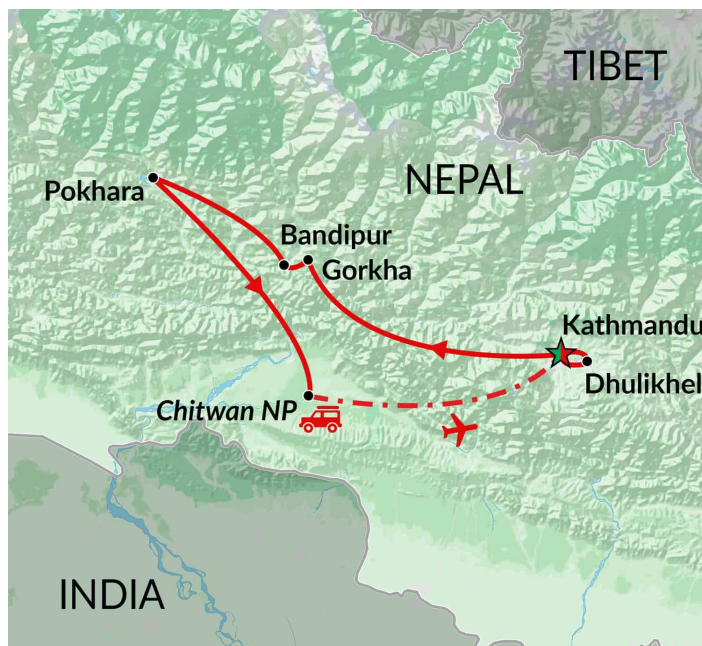 TIBET
NEPAL
Pokhara
Bandipur
Gorkha
Kathmandu
Dhulikhel
Chitwan NP
INDIA